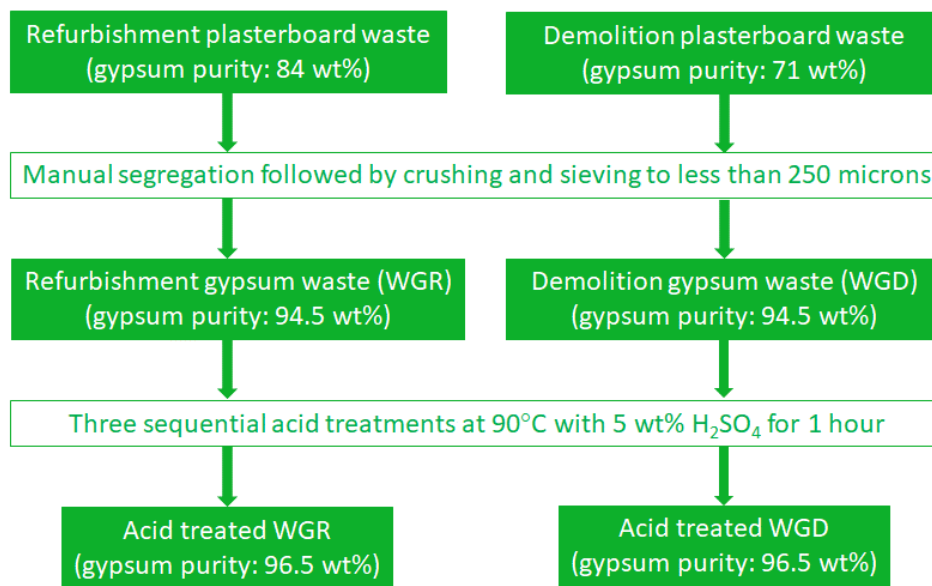 Refurbishment plasterboard waste
(gypsum purity: 84 wt%)
Demolition plasterboard waste
(gypsum purity: 71 wt%)
Manual segregation followed by crushing and sieving to less than 250 microns
Refurbishment gypsum waste (WGR)
(gypsum purity: 94.5 wt%)
Demolition gypsum waste (WGD)
(gypsum purity: 94.5 wt%)
Three sequential acid treatments at 90°C with 5 wt% H₂SO₄ for 1 hour
Acid treated WGR
(gypsum purity: 96.5 wt%)
Acid treated WGD
(gypsum purity: 96.5 wt%)